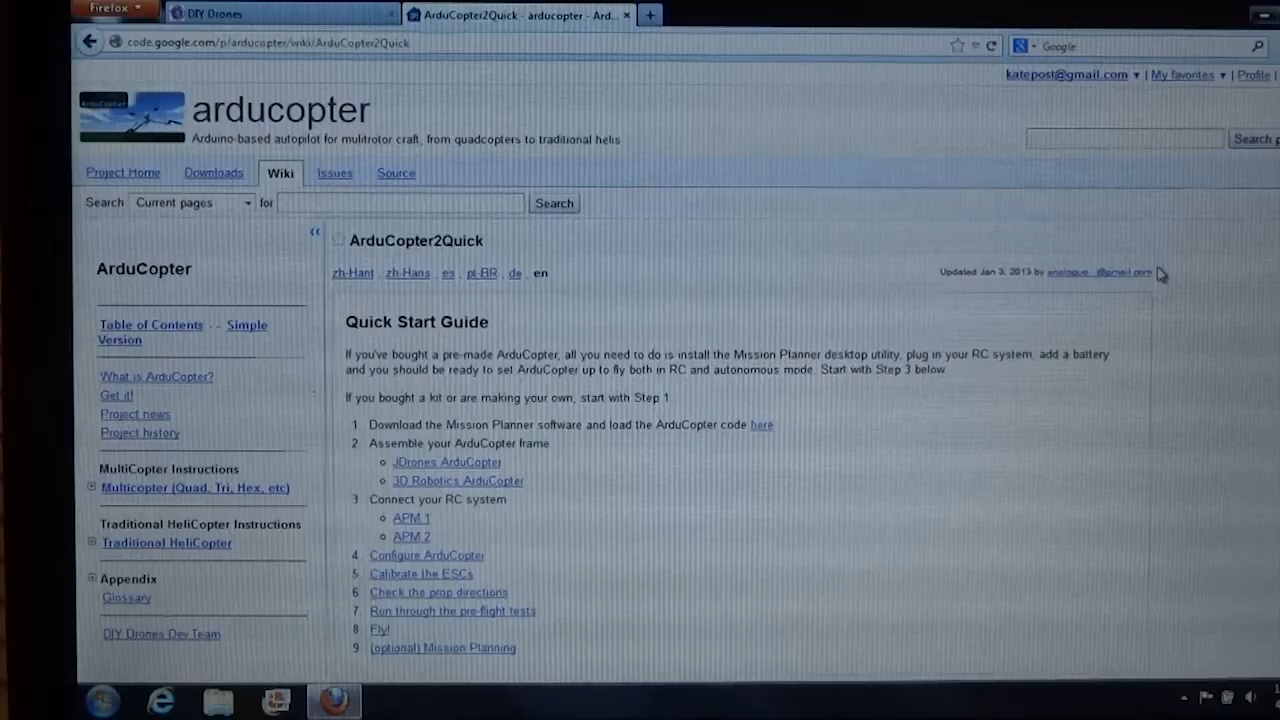 Firefox
DIY Drones
ArduCopter2Quick - arducopter - Ard...
code.google.com/p/arducopter/wiki/ArduCopter2Quick
Google
katepost@gmail.com | My favorites | Profile |
arducopter
Arduino-based autopilot for mulitrotor craft, from quadcopters to traditional helis
Search p
Project Home Downloads Wiki Issues Source
Search Current pages for Search
ArduCopter
Table of Contents -- Simple
Version
What is ArduCopter?
Get it!
Project news
Project history
MultiCopter Instructions
Multicopter (Quad, Tri, Hex, etc)
Traditional HeliCopter Instructions
Traditional HeliCopter
Appendix
Glossary
DIY Drones Dev Team
ArduCopter2Quick
zh-Hant, zh-Hans, es, pt-BR, de, en
Updated Jan 3, 2013 by analogue...@gmail.com
Quick Start Guide
If you've bought a pre-made ArduCopter, all you need to do is install the Mission Planner desktop utility, plug in your RC system, add a battery
and you should be ready to set ArduCopter up to fly both in RC and autonomous mode. Start with Step 3 below.
If you bought a kit or are making your own, start with Step 1
1 Download the Mission Planner software and load the ArduCopter code here
2 Assemble your ArduCopter frame
JDrones ArduCopter
3D Robotics ArduCopter
3 Connect your RC system
APM 1
APM 2
4 Configure ArduCopter
5 Calibrate the ESCs
6 Check the prop directions
7 Run through the pre-flight tests
8 Fly!
9 (optional) Mission Planning